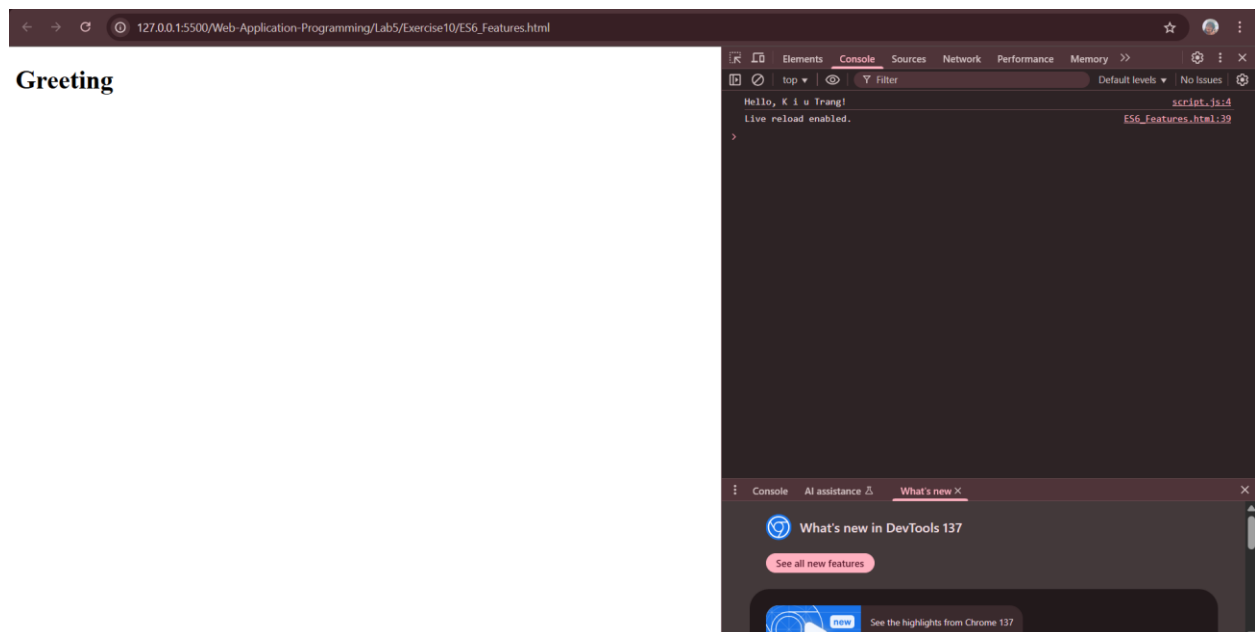 127.0.0.1:5500/Web-Application-Programming/Lab5/Exercise10/ES6_Features.html
Greeting
Elements Console Sources Network Performance Memory
top Filter Default levels No Issues
Hello, K i u Trang! script.js:4
Live reload enabled. ES6_Features.html:39
Console AI assistance What's new
What's new in DevTools 137
See all new features
new See the highlights from Chrome 137